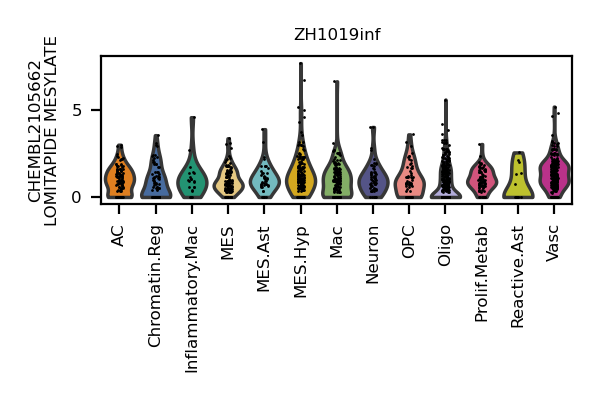 ZH1019inf
CHEMBL2105662
LOMITAPIDE MESYLATE
5
0
AC
Chromatin.Reg
Inflammatory.Mac
MES
MES.Ast
MES.Hyp
Mac
Neuron
OPC
Oligo
Prolif.Metab
Reactive.Ast
Vasc